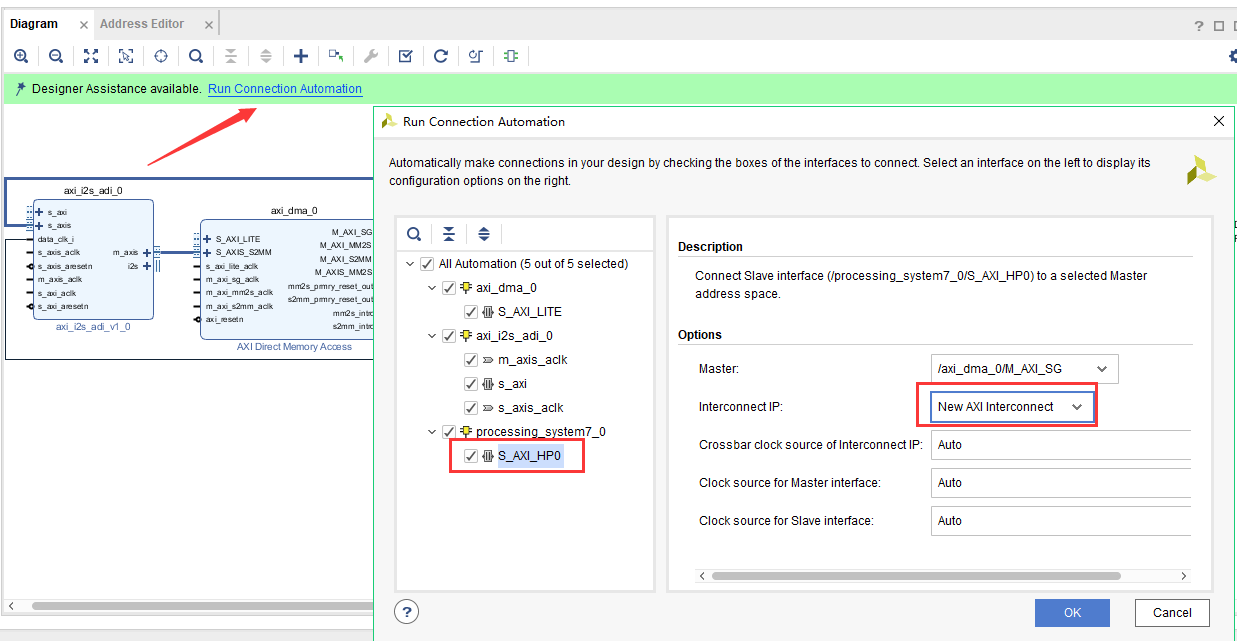 Diagram × Address Editor ×
?
Designer Assistance available. Run Connection Automation
Run Connection Automation
Automatically make connections in your design by checking the boxes of the interfaces to connect. Select an interface on the left to display its
configuration options on the right.
axi_i2s_adi_0
s_axi
s_axis
data_clk_i
s_axis_aclk
s_axis_aresetn
m_axis_aclk
s_axi_aclk
s_axi_aresetn
m_axis
i2s
axi_i2s_adi_v1_0
axi_dma_0
S_AXI_LITE
S_AXIS_S2MM
s_axi_lite_aclk
m_axi_sg_aclk
m_axi_mm2s_aclk
m_axi_s2mm_aclk
axi_resetn
M_AXI_SG
M_AXI_MM2S
M_AXI_S2MM
M_AXIS_MM2S
mm2s_prmry_reset_out
s2mm_prmry_reset_out
mm2s_intro
s2mm_intro
AXI Direct Memory Access
All Automation (5 out of 5 selected)
axi_dma_0
S_AXI_LITE
axi_i2s_adi_0
m_axis_aclk
s_axi
s_axis_aclk
processing_system7_0
S_AXI_HP0
Description
Connect Slave interface (/processing_system7_0/S_AXI_HP0) to a selected Master
address space.
Options
Master: /axi_dma_0/M_AXI_SG
Interconnect IP: New AXI Interconnect
Crossbar clock source of Interconnect IP: Auto
Clock source for Master interface: Auto
Clock source for Slave interface: Auto
?
OK
Cancel